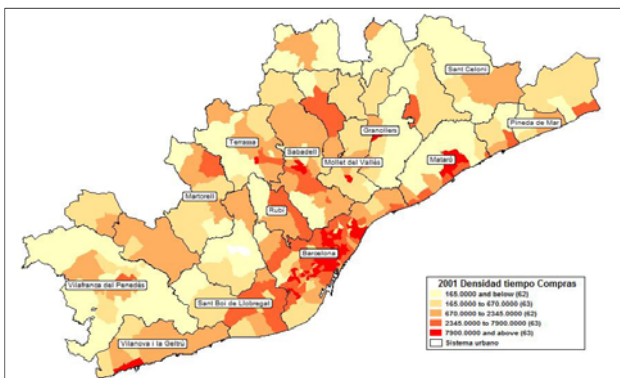 Sant Celoni
Granollers
Pineda de Mar
Terrassa
Sabadell
Mollet del Vallès
Mataró
Martorell
Rubí
Barcelona
Vilafranca del Penedès
Sant Boi de Llobregat
Vilanova i la Geltrú
2001 Densidad tiempo Compras
165.0000 and below (62)
165.0000 to 670.0000 (63)
670.0000 to 2345.0000 (62)
2345.0000 to 7900.0000 (63)
7900.0000 and above (63)
Sistema urbano